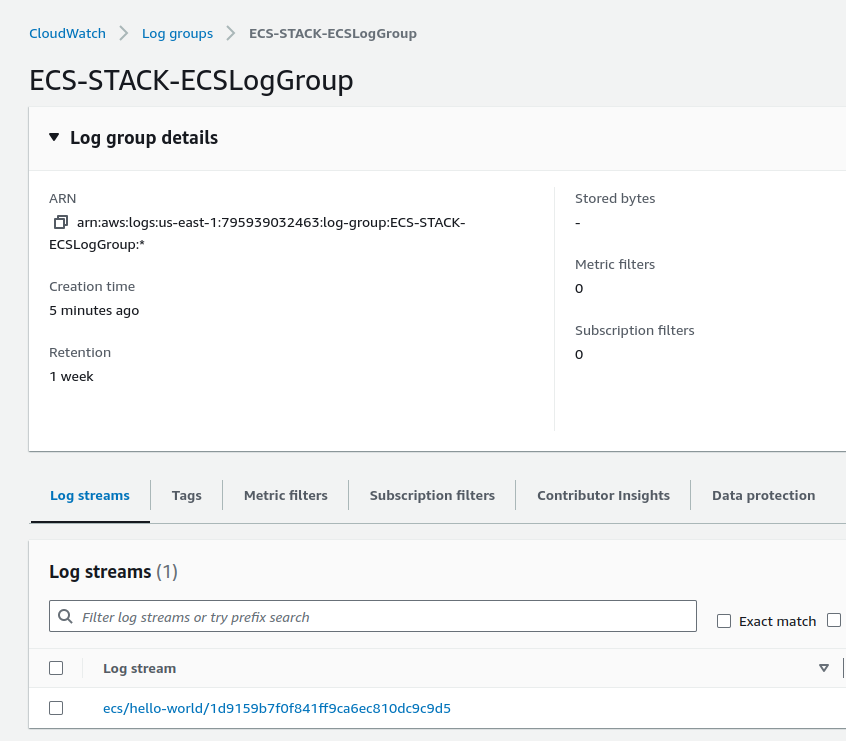 CloudWatch > Log groups > ECS-STACK-ECSLogGroup
ECS-STACK-ECSLogGroup
Log group details
ARN
arn:aws:logs:us-east-1:795939032463:log-group:ECS-STACK-
ECSLogGroup:*
Creation time
5 minutes ago
Retention
1 week
Stored bytes
-
Metric filters
0
Subscription filters
0
Log streams Tags Metric filters Subscription filters Contributor Insights Data protection
Log streams (1)
Filter log streams or try prefix search Exact match
Log stream
ecs/hello-world/1d9159b7f0f841ff9ca6ec810dc9c9d5